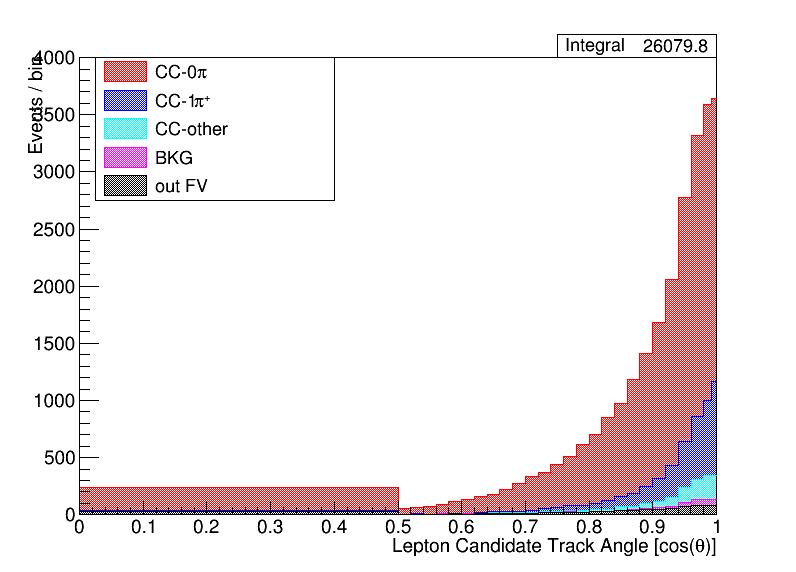 Integral 26079.8
Events / bin
4000
3500
3000
2500
2000
1500
1000
500
0
CC-0π
CC-1π⁺
CC-other
BKG
out FV
0 0.1 0.2 0.3 0.4 0.5 0.6 0.7 0.8 0.9 1
Lepton Candidate Track Angle [cos(θ)]